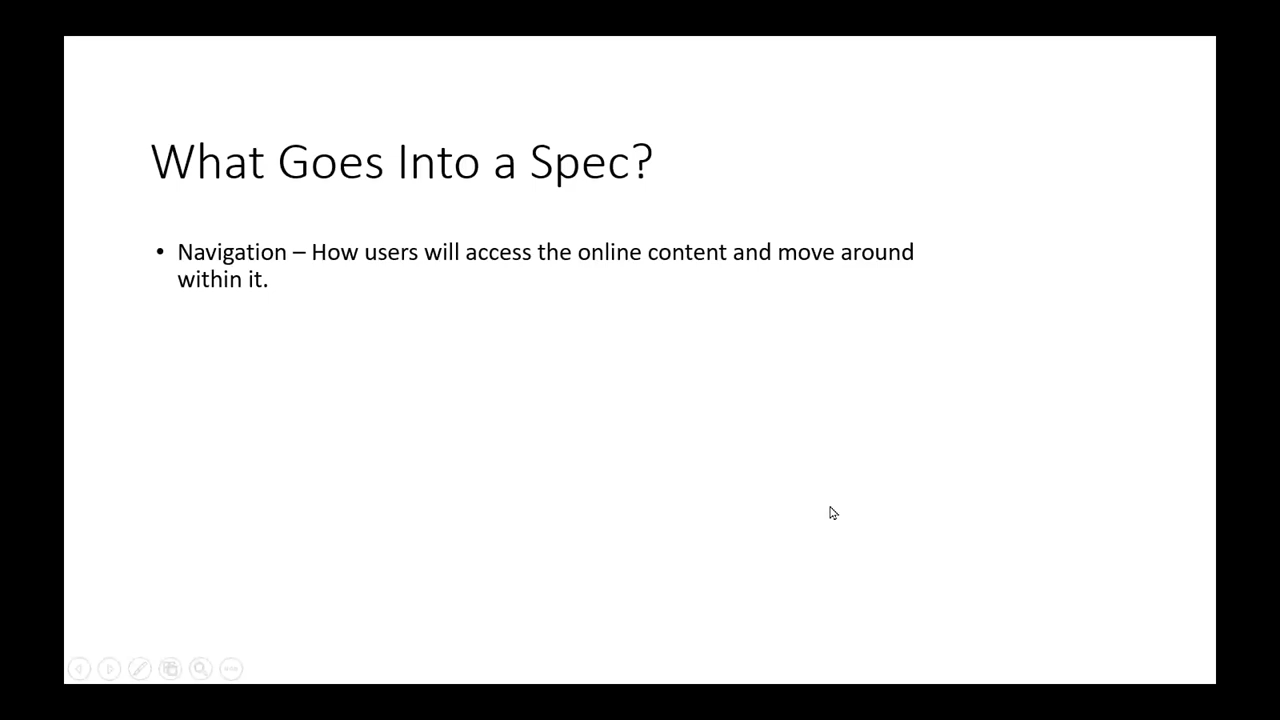 What Goes Into a Spec?
• Navigation – How users will access the online content and move around
within it.